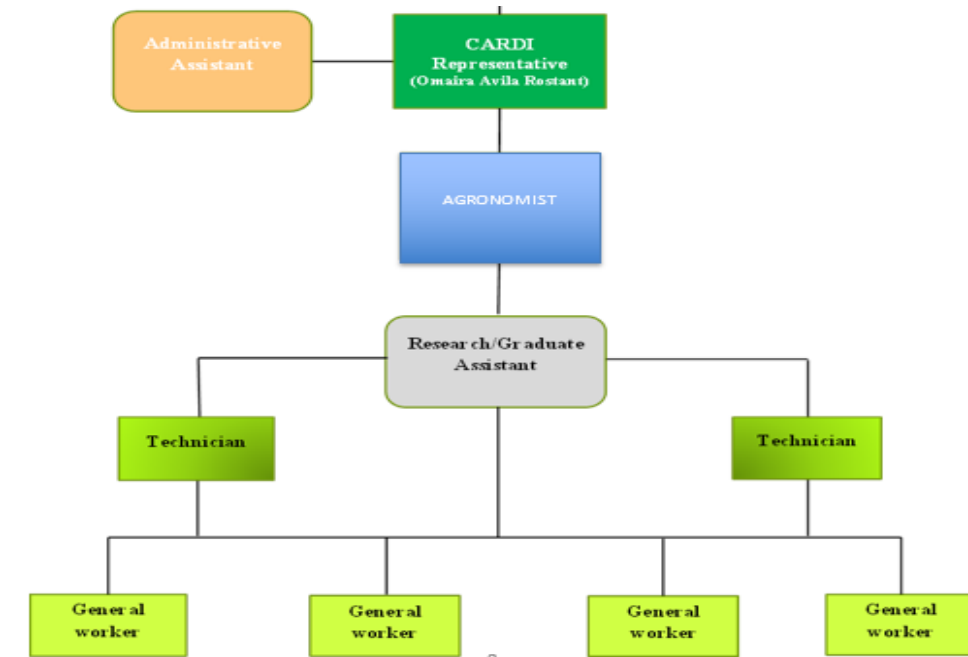 Administrative
Assistant
CARDI
Representative
(Omaira Avila Rostant)
AGRONOMIST
Research/Graduate
Assistant
Technician
Technician
General
worker
General
worker
General
worker
General
worker